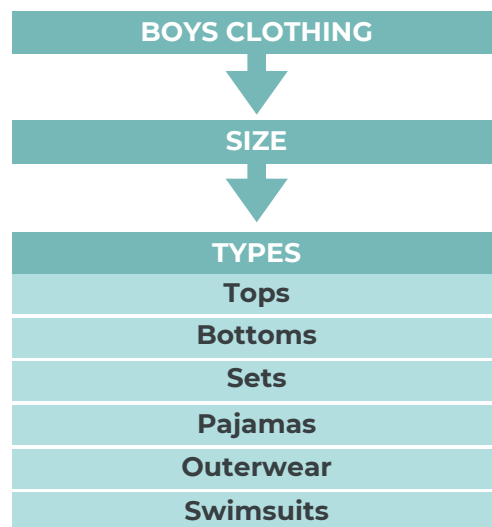 BOYS CLOTHING
SIZE
TYPES
Tops
Bottoms
Sets
Pajamas
Outerwear
Swimsuits